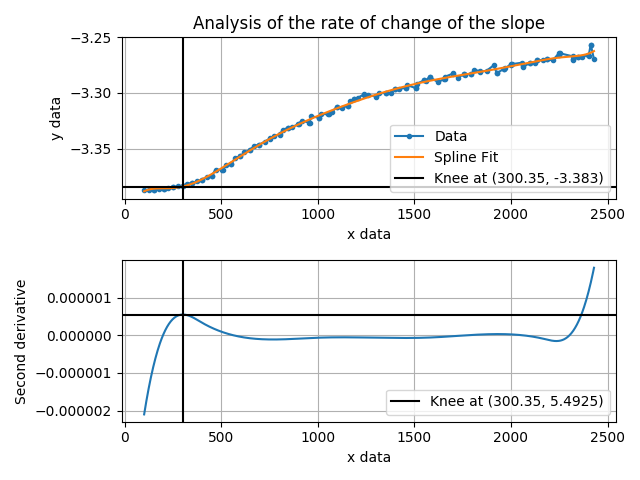 Analysis of the rate of change of the slope
y data
−3.25
−3.30
−3.35
Data
Spline Fit
Knee at (300.35, -3.383)
0
500
1000
1500
2000
2500
x data
Second derivative
0.000001
0.000000
−0.000001
−0.000002
Knee at (300.35, 5.4925)
0
500
1000
1500
2000
2500
x data